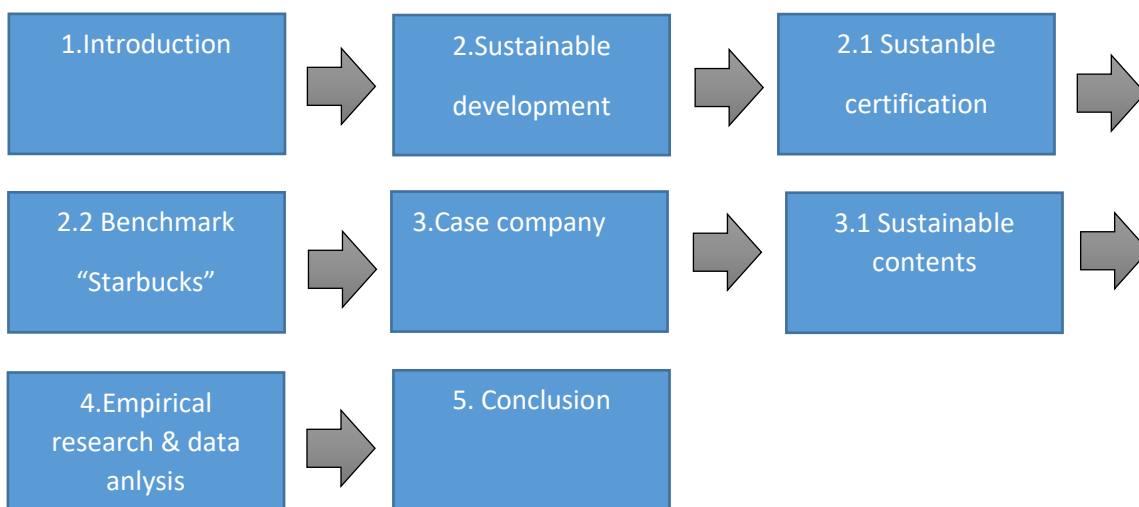 1.Introduction
2.Sustainable
development
2.1 Sustanble
certification
2.2 Benchmark
“Starbucks”
3.Case company
3.1 Sustainable
contents
4.Empirical
research & data
anlysis
5. Conclusion